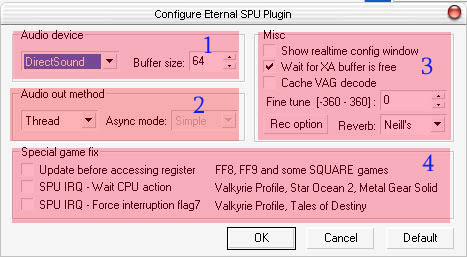 Configure Eternal SPU Plugin
Audio device
1
DirectSound Buffer size: 64
Audio out method
2
Thread Async mode: Simple
Misc
Show realtime config window
Wait for XA buffer is free 3
Cache VAG decode
Fine tune [-360 - 360] : 0
Rec option Reverb: Neill's
Special game fix
4
Update before accessing register FF8, FF9 and some SQUARE games
SPU IRQ - Wait CPU action Valkyrie Profile, Star Ocean 2, Metal Gear Solid
SPU IRQ - Force interruption flag7 Valkyrie Profile, Tales of Destiny
OK Cancel Default